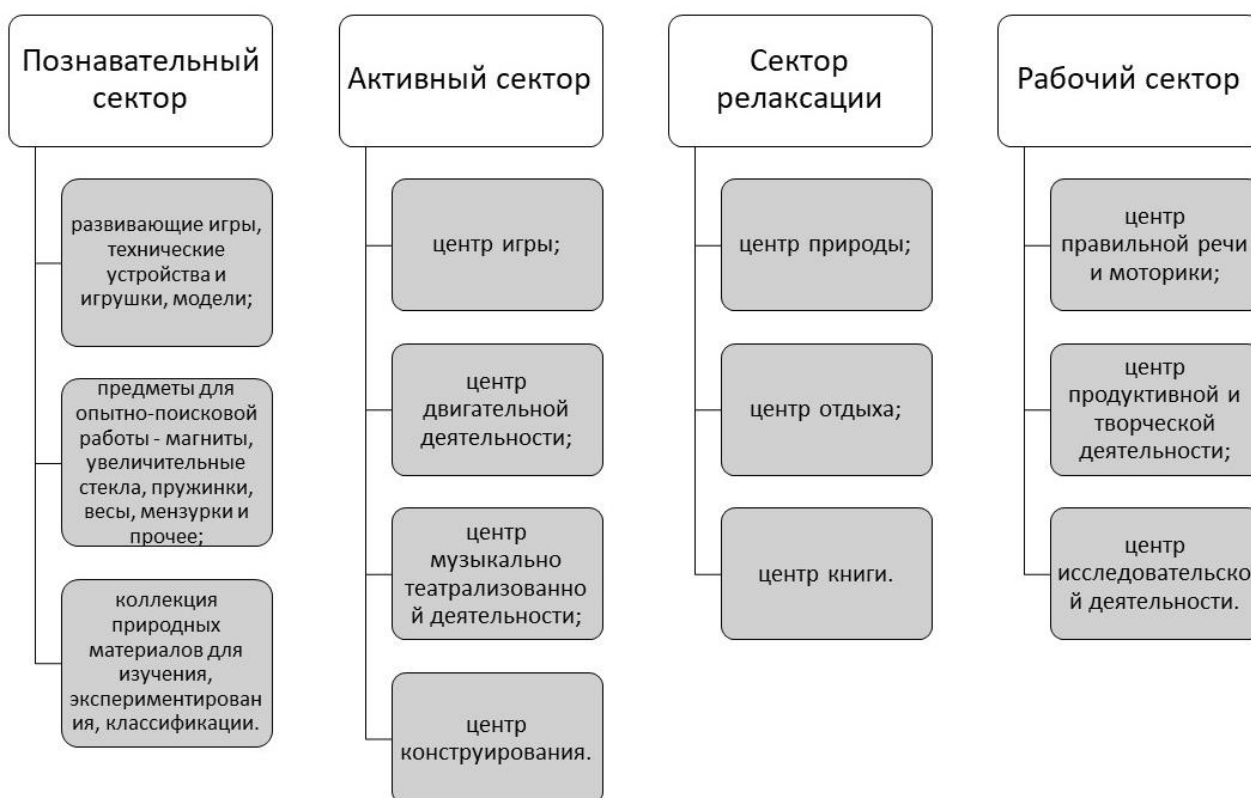 Познавательный
сектор
развивающие игры,
технические
устройства и
игрушки, модели;
предметы для
опытно-поисковой
работы - магниты,
увеличительные
стекла, пружинки,
весы, мензурки и
прочее;
коллекция
природных
материалов для
изучения,
экспериментирован
ия, классификации.
Активный сектор
центр игры;
центр
двигательной
деятельности;
центр
музыкально
театрализованно
й деятельности;
центр
конструирования.
Сектор
релаксации
центр природы;
центр отдыха;
центр книги.
Рабочий сектор
центр
правильной речи
и моторики;
центр
продуктивной и
творческой
деятельности;
центр
исследовательско
й деятельности.